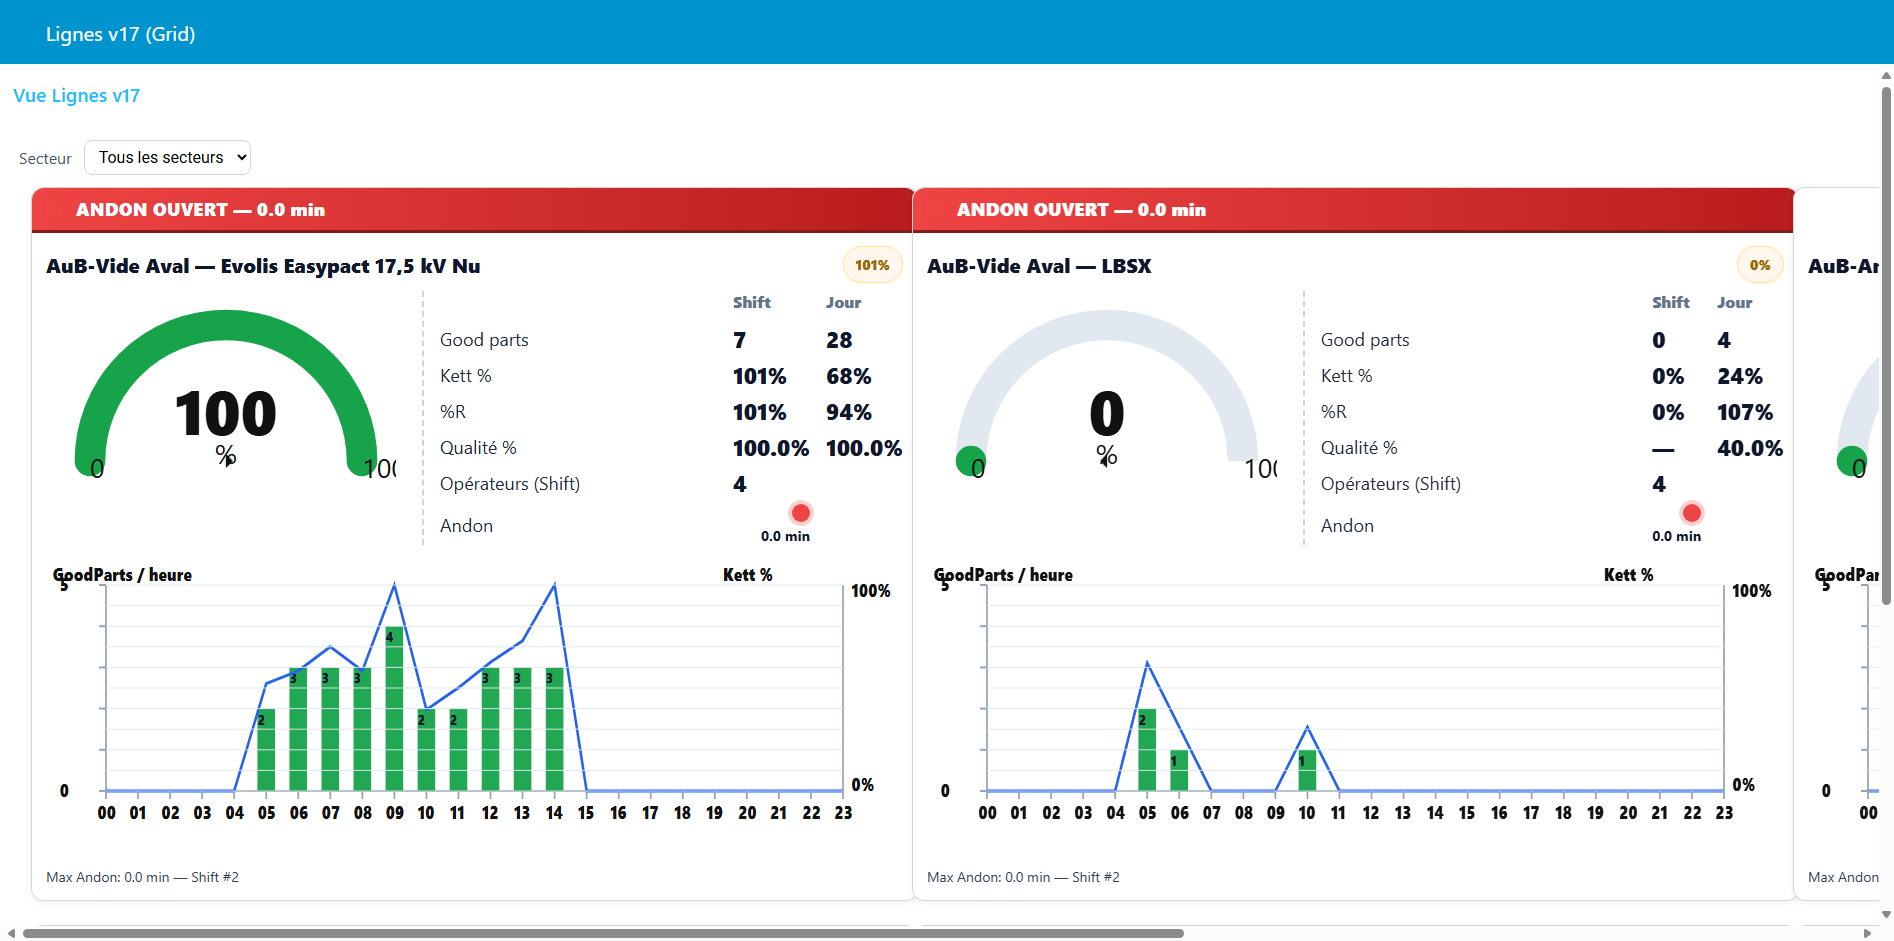 Lignes v17 (Grid)
Vue Lignes v17
Secteur Tous les secteurs
ANDON OUVERT — 0.0 min
AuB-Vide Aval — Evolis Easypact 17,5 kV Nu 101%
Shift Jour
Good parts 7 28
Kett % 101% 68%
%R 101% 94%
Qualité % 100.0% 100.0%
Opérateurs (Shift) 4
Andon
0.0 min
100
%
0 100
GoodParts / heure Kett %
5 100%
4
3 3 3 3 3 3 3
2 2 2
0 0%
00 01 02 03 04 05 06 07 08 09 10 11 12 13 14 15 16 17 18 19 20 21 22 23
Max Andon: 0.0 min — Shift #2
ANDON OUVERT — 0.0 min
AuB-Vide Aval — LBSX 0%
Shift Jour
Good parts 0 4
Kett % 0% 24%
%R 0% 107%
Qualité % — 40.0%
Opérateurs (Shift) 4
Andon
0.0 min
0
%
0 100
GoodParts / heure Kett %
5 100%
2
1 1
0 0%
00 01 02 03 04 05 06 07 08 09 10 11 12 13 14 15 16 17 18 19 20 21 22 23
Max Andon: 0.0 min — Shift #2
AuB-Ar
0
GoodPar
5
0
00
Max Andon